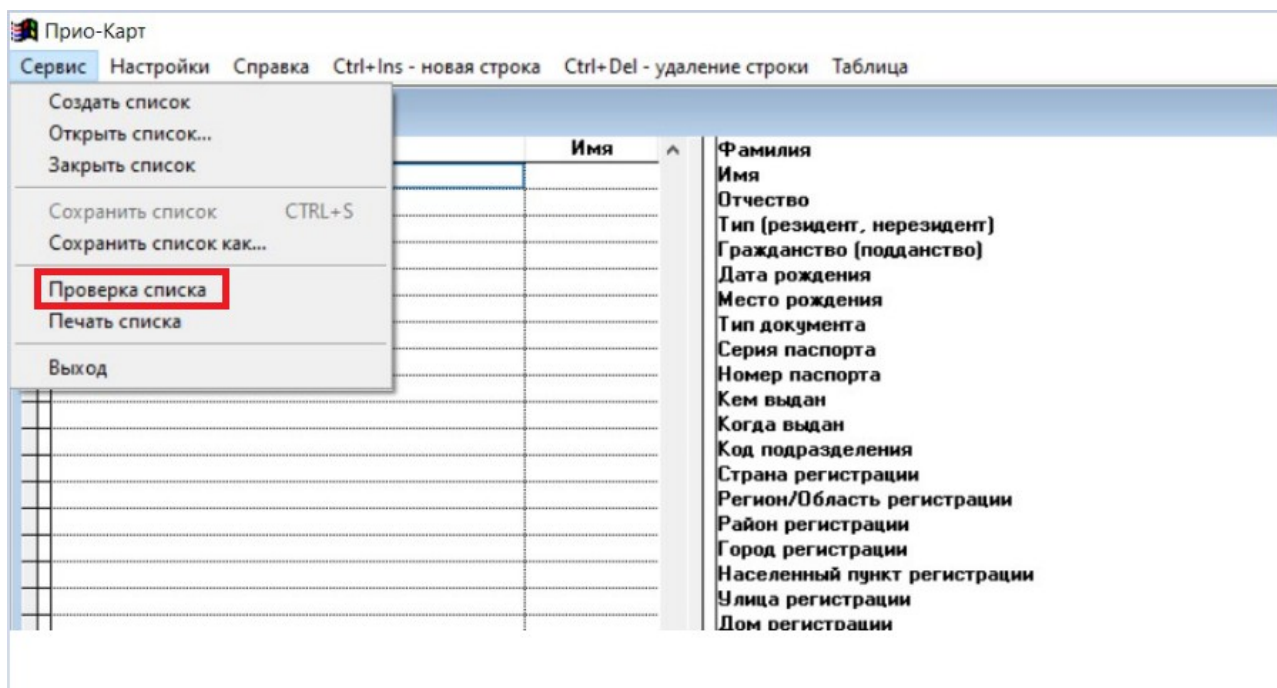 Прио-Карт
Сервис Настройки Справка Ctrl+Ins - новая строка Ctrl+Del - удаление строки Таблица
Создать список
Открыть список...
Закрыть список
Сохранить список CTRL+S
Сохранить список как...
Проверка списка
Печать списка
Выход
Имя
Фамилия
Имя
Отчество
Тип (резидент, нерезидент)
Гражданство (подданство)
Дата рождения
Место рождения
Тип документа
Серия паспорта
Номер паспорта
Кем выдан
Когда выдан
Код подразделения
Страна регистрации
Регион/Область регистрации
Район регистрации
Город регистрации
Населенный пункт регистрации
Улица регистрации
Дом регистрации